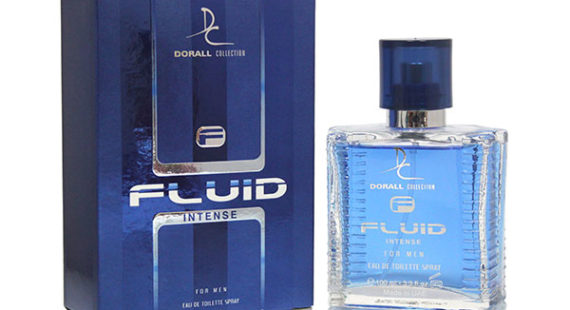 DC
DORALL COLLECTION
F
FLUID
INTENSE
FOR MEN
EAU DE TOILETTE SPRAY
DC
DORALL COLLECTION
F
FLUID
INTENSE
FOR MEN
EAU DE TOILETTE SPRAY